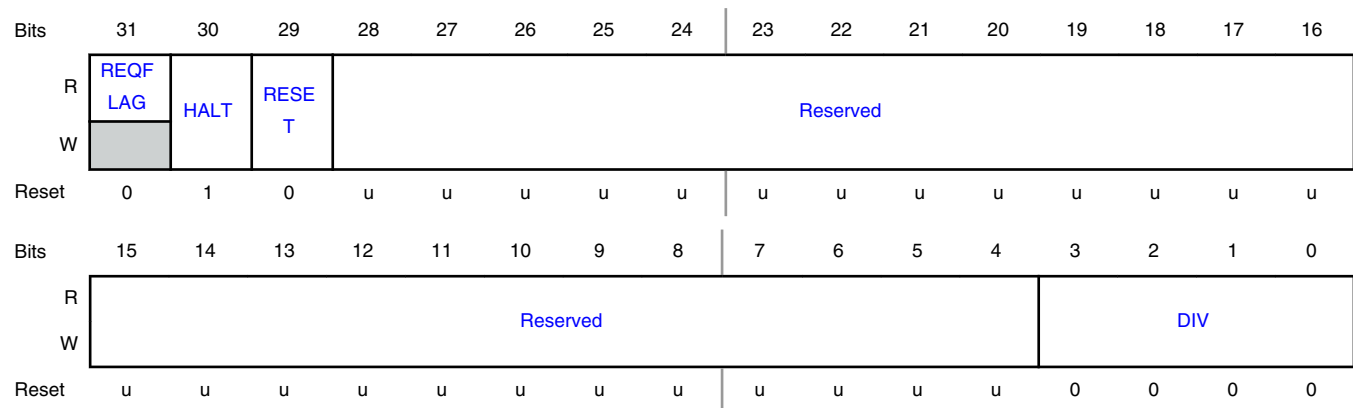 Bits 31 30 29 28 27 26 25 24 23 22 21 20 19 18 17 16
R REQF
LAG HALT RESE
T Reserved
W
Reset 0 1 0 u u u u u u u u u u u u u
Bits 15 14 13 12 11 10 9 8 7 6 5 4 3 2 1 0
R
Reserved DIV
W
Reset u u u u u u u u u u u u 0 0 0 0